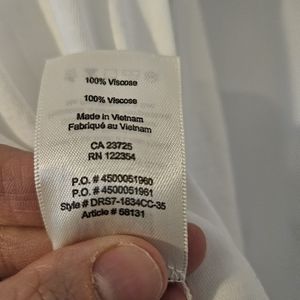 100% Viscose
100% Viscose
Made in Vietnam
Fabriqué au Vietnam
CA 23725
RN 122354
P.O. # 4500051960
P.O. # 4500051961
Style # DRS7-1834CC-35
Article # 58131